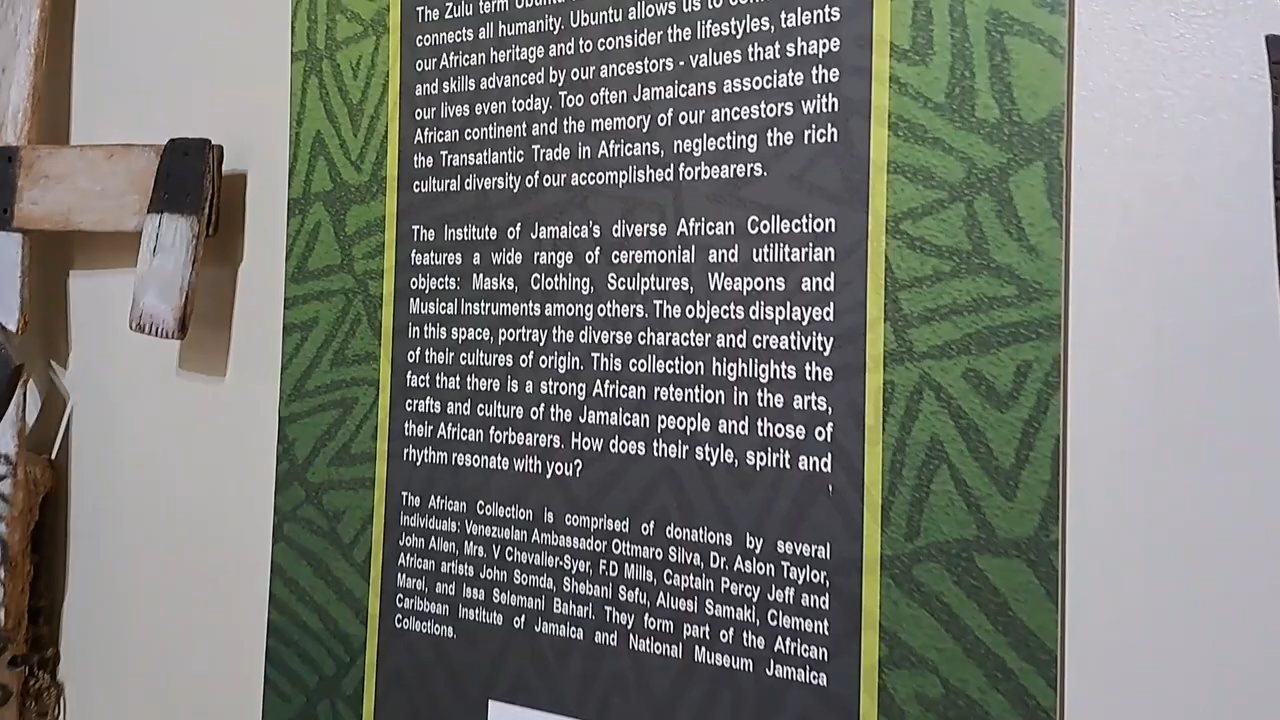 The Zulu term Ubuntu
connects all humanity. Ubuntu allows us to
our African heritage and to consider the lifestyles, talents
and skills advanced by our ancestors - values that shape
our lives even today. Too often Jamaicans associate the
African continent and the memory of our ancestors with
the Transatlantic Trade in Africans, neglecting the rich
cultural diversity of our accomplished forbearers.
The Institute of Jamaica's diverse African Collection
features a wide range of ceremonial and utilitarian
objects: Masks, Clothing, Sculptures, Weapons and
Musical Instruments among others. The objects displayed
in this space, portray the diverse character and creativity
of their cultures of origin. This collection highlights the
fact that there is a strong African retention in the arts,
crafts and culture of the Jamaican people and those of
their African forbearers. How does their style, spirit and
rhythm resonate with you?
The African Collection is comprised of donations by several
individuals: Venezuelan Ambassador Ottmaro Silva, Dr. Aslon Taylor,
John Allen, Mrs. V Chevalier-Syer, F.D Mills, Captain Percy Jeff and
African artists John Somda, Shebani Sefu, Aluesi Samaki, Clement
Marel, and Issa Selemani Bahari. They form part of the African
Caribbean Institute of Jamaica and National Museum Jamaica
Collections.